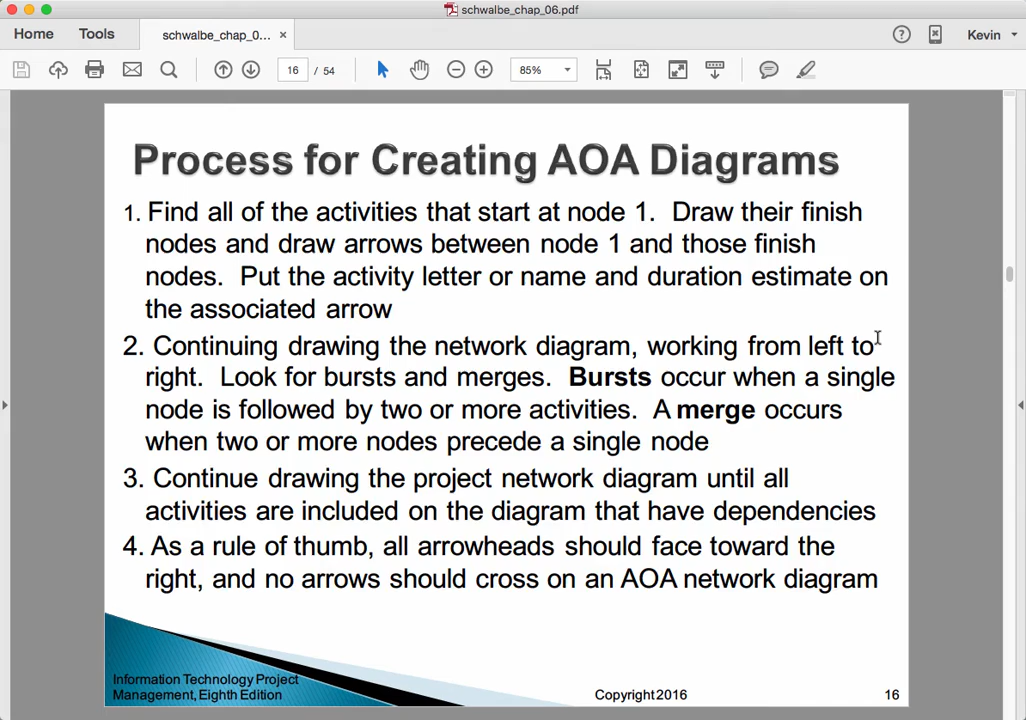 schwalbe_chap_06.pdf
Home Tools schwalbe_chap_0... × ? Kevin
16 / 54 85%
Process for Creating AOA Diagrams
1. Find all of the activities that start at node 1. Draw their finish
nodes and draw arrows between node 1 and those finish
nodes. Put the activity letter or name and duration estimate on
the associated arrow
2. Continuing drawing the network diagram, working from left to
right. Look for bursts and merges. Bursts occur when a single
node is followed by two or more activities. A merge occurs
when two or more nodes precede a single node
3. Continue drawing the project network diagram until all
activities are included on the diagram that have dependencies
4. As a rule of thumb, all arrowheads should face toward the
right, and no arrows should cross on an AOA network diagram
Information Technology Project
Management, Eighth Edition Copyright 2016 16